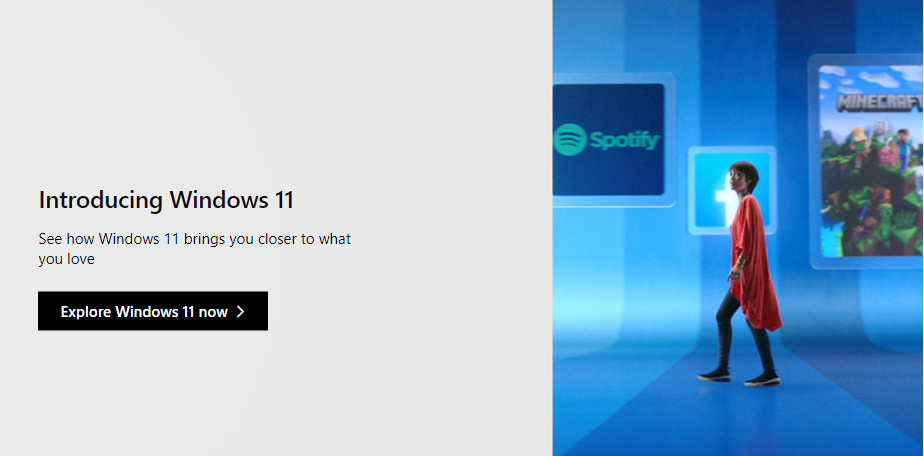 Introducing Windows 11
See how Windows 11 brings you closer to what
you love
Explore Windows 11 now
Spotify
MINECRAFT